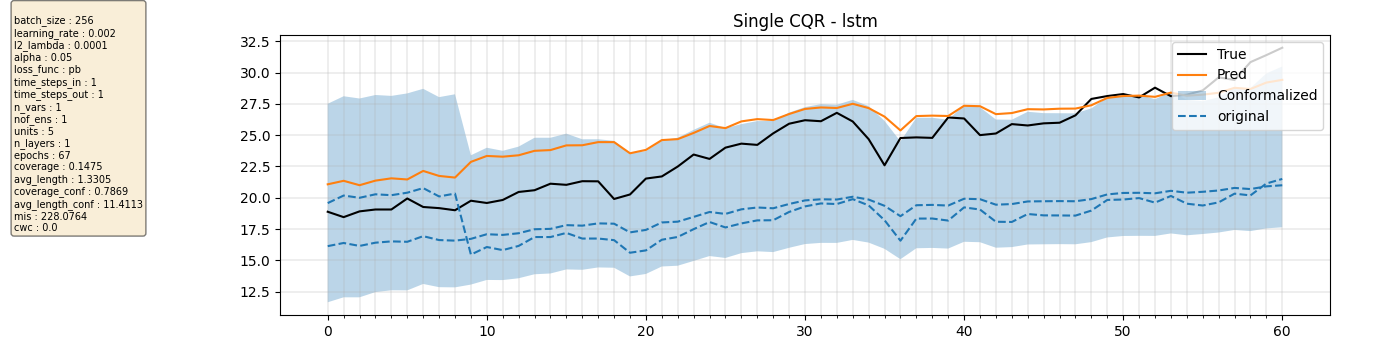 Single CQR - lstm
batch_size : 256
learning_rate : 0.002
l2_lambda : 0.0001
alpha : 0.05
loss_func : pb
time_steps_in : 1
time_steps_out : 1
n_vars : 1
nof_ens : 1
units : 5
n_layers : 1
epochs : 67
coverage : 0.1475
avg_length : 1.3305
coverage_conf : 0.7869
avg_length_conf : 11.4113
mis : 228.0764
cwc : 0.0
32.5
30.0
27.5
25.0
22.5
20.0
17.5
15.0
12.5
True
Pred
Conformalized
original
0 10 20 30 40 50 60